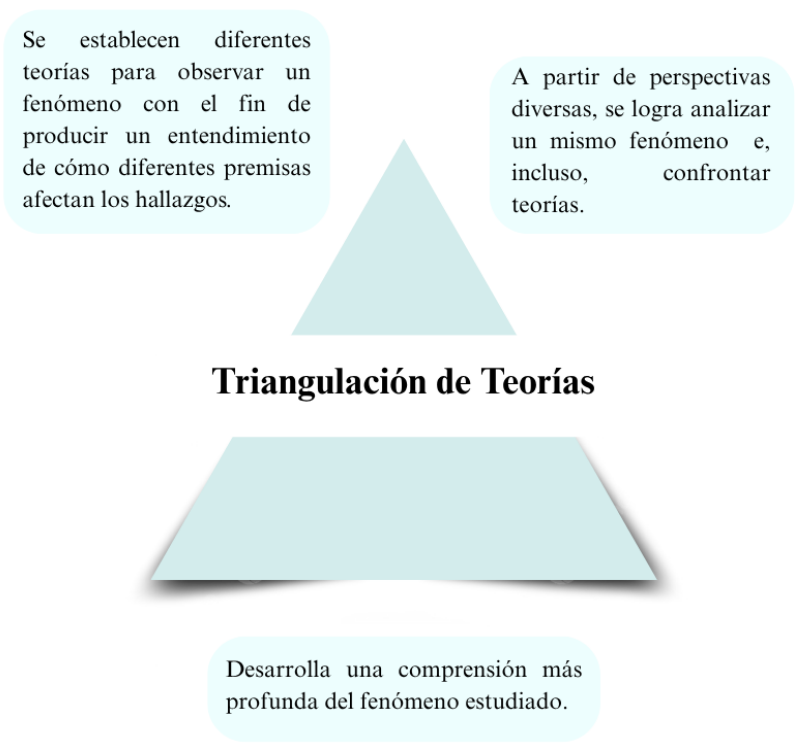 Se establecen diferentes
teorías para observar un
fenómeno con el fin de
producir un entendimiento
de cómo diferentes premisas
afectan los hallazgos.
A partir de perspectivas
diversas, se logra analizar
un mismo fenómeno e,
incluso, confrontar
teorías.
Triangulación de Teorías
Desarrolla una comprensión más
profunda del fenómeno estudiado.